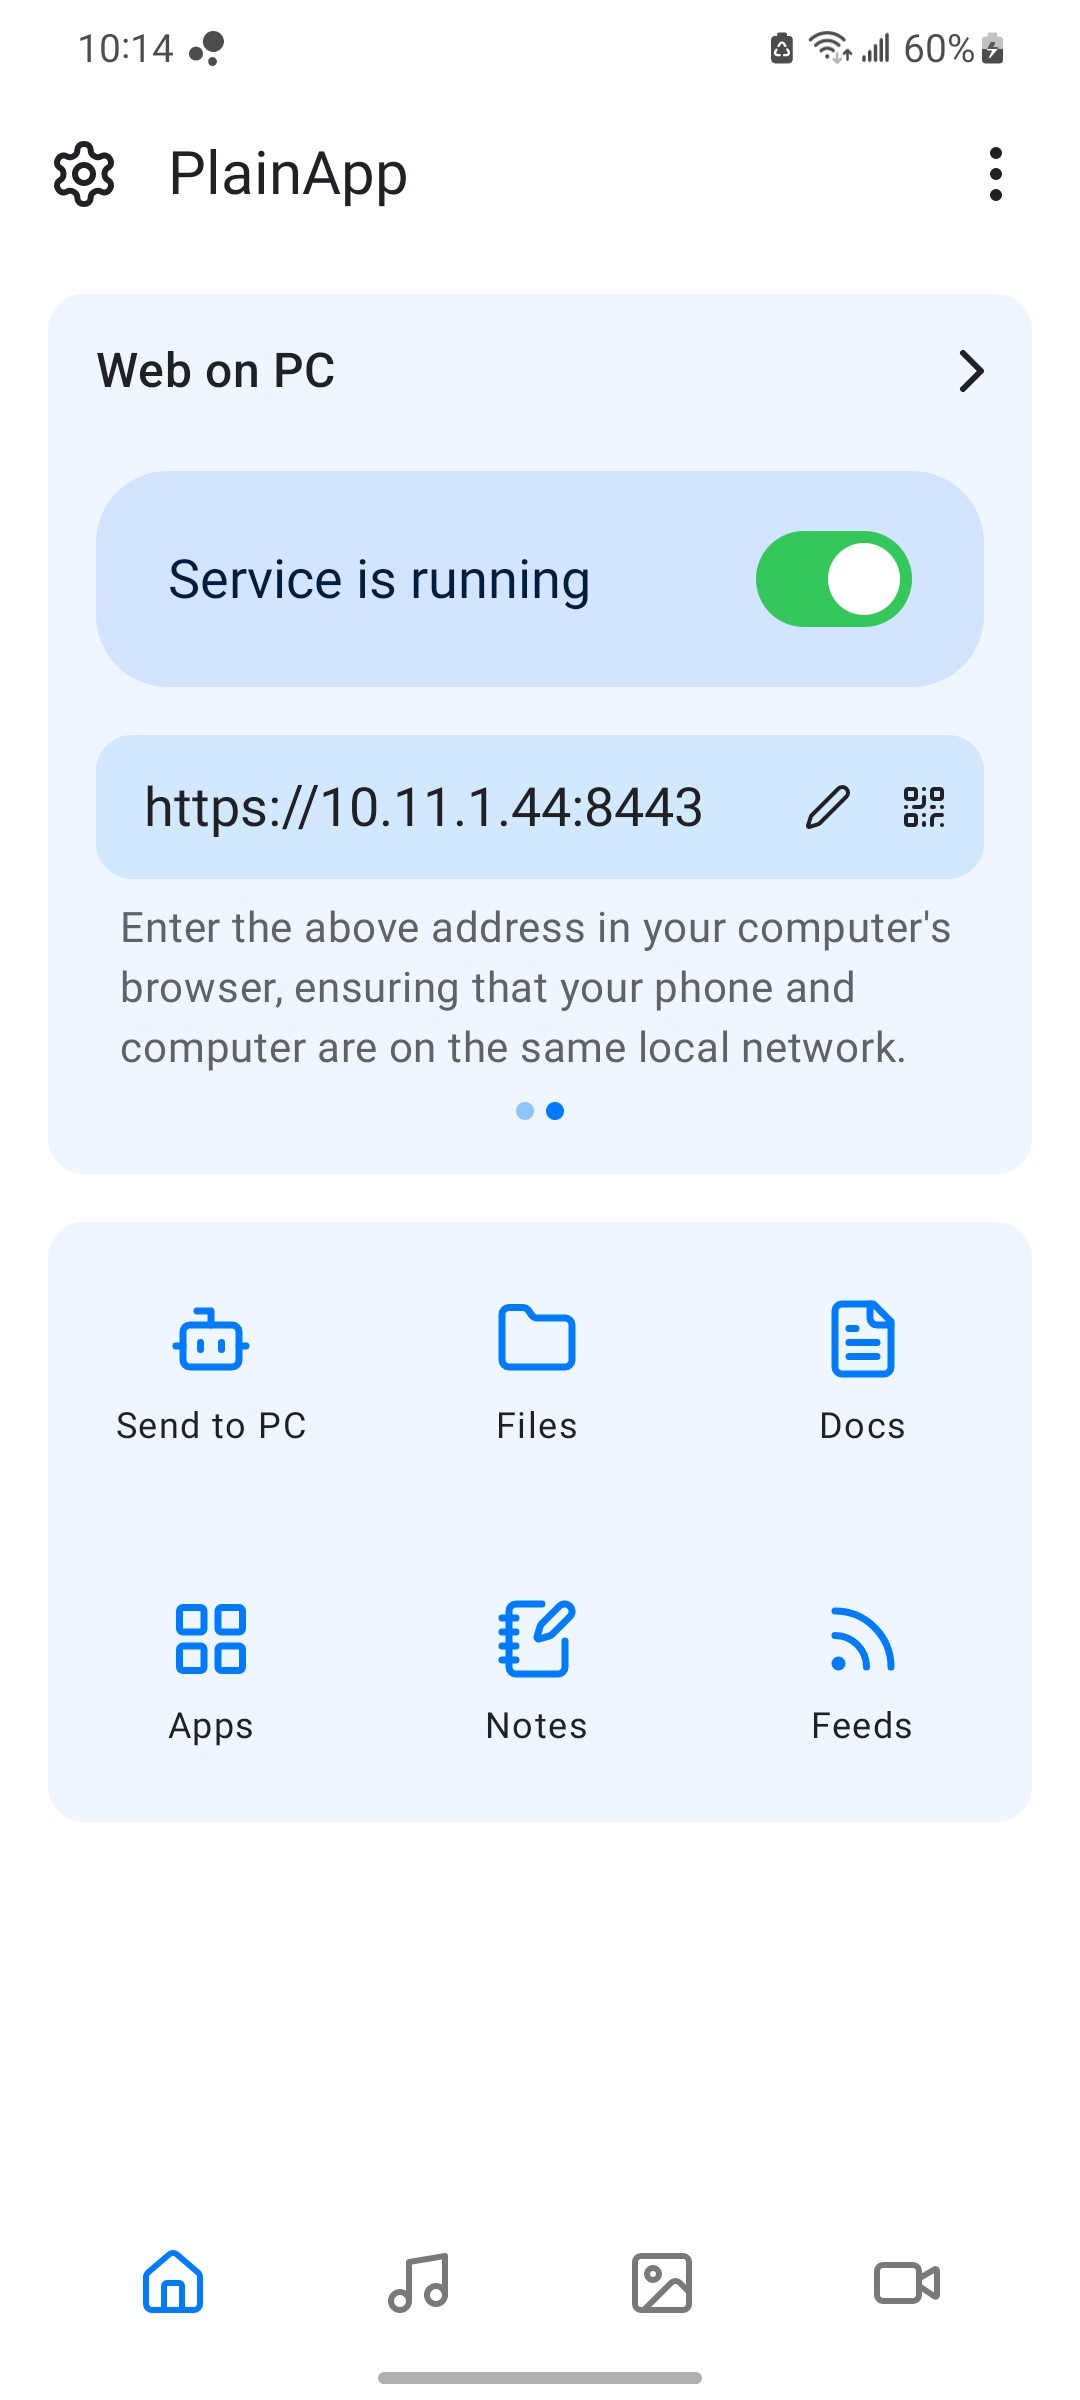 10:14
60%
PlainApp
Web on PC
Service is running
https://10.11.1.44:8443
Enter the above address in your computer's
browser, ensuring that your phone and
computer are on the same local network.
Send to PC
Files
Docs
Apps
Notes
Feeds